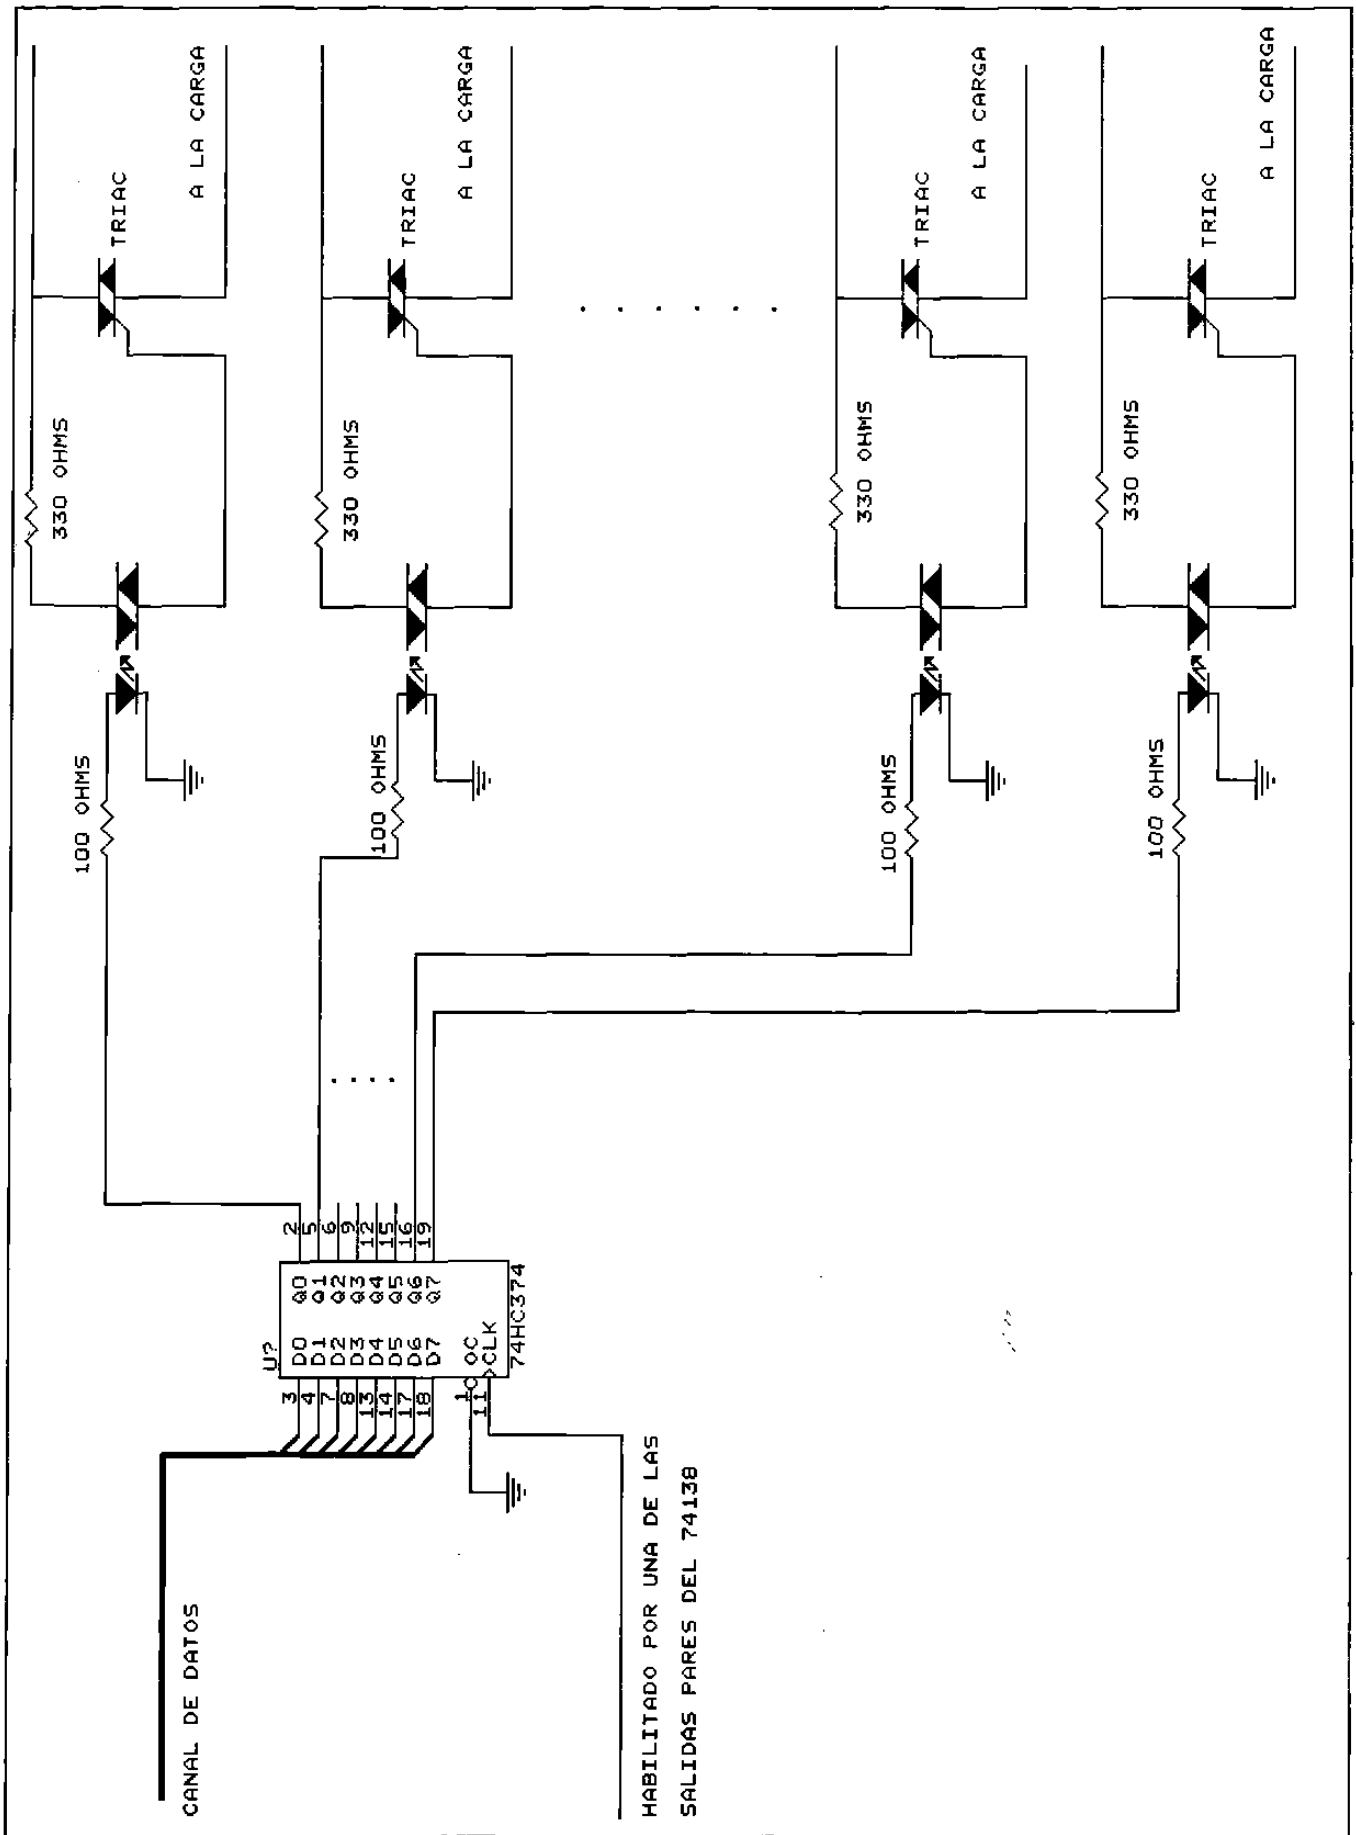 CANAL DE DATOS
HABILITADO POR UNA DE LAS
SALIDAS PARES DEL 74138
U?
3 D0 Q0 2
4 D1 Q1 5
7 D2 Q2 6
8 D3 Q3 9
13 D4 Q4 12
14 D5 Q5 15
17 D6 Q6 16
18 D7 Q7 19
1 OC
11 CLK
74HC374
100 OHMS
330 OHMS
TRIAC
A LA CARGA
100 OHMS
330 OHMS
TRIAC
A LA CARGA
100 OHMS
330 OHMS
TRIAC
A LA CARGA
100 OHMS
330 OHMS
TRIAC
A LA CARGA